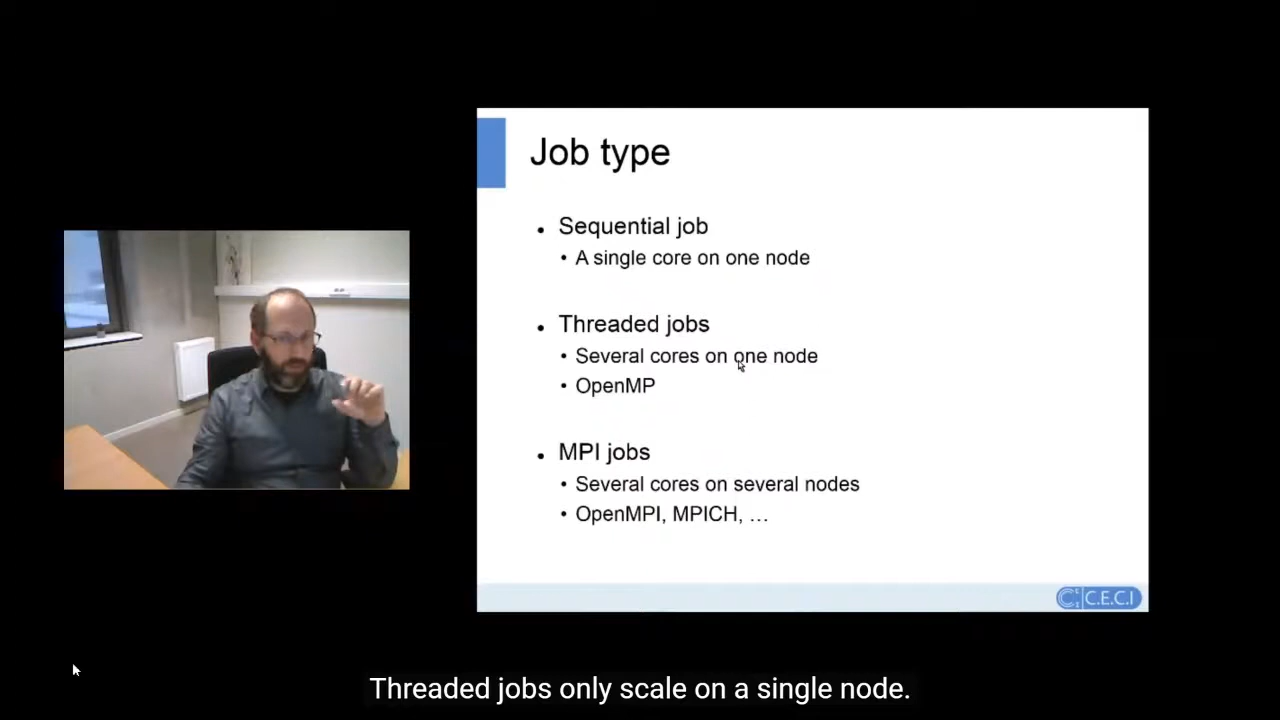 Job type
• Sequential job
• A single core on one node
• Threaded jobs
• Several cores on one node
• OpenMP
• MPI jobs
• Several cores on several nodes
• OpenMPI, MPICH, …
C.E.C.I
Threaded jobs only scale on a single node.